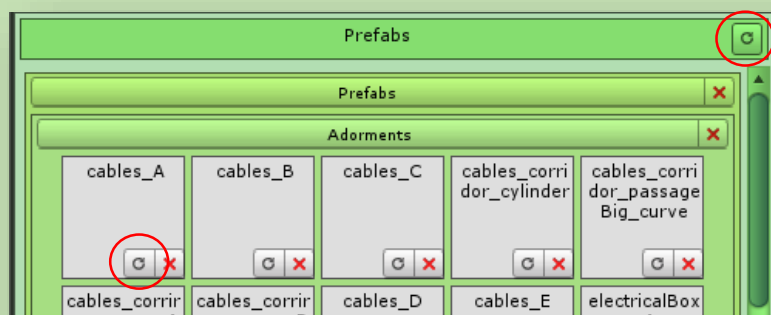 Prefabs
Prefabs
Adorments
cables_A
cables_B
cables_C
cables_corri
dor_cylinder
cables_corri
dor_passage
Big_curve
cables_corrir
cables_corrir
cables_D
cables_E
electricalBox